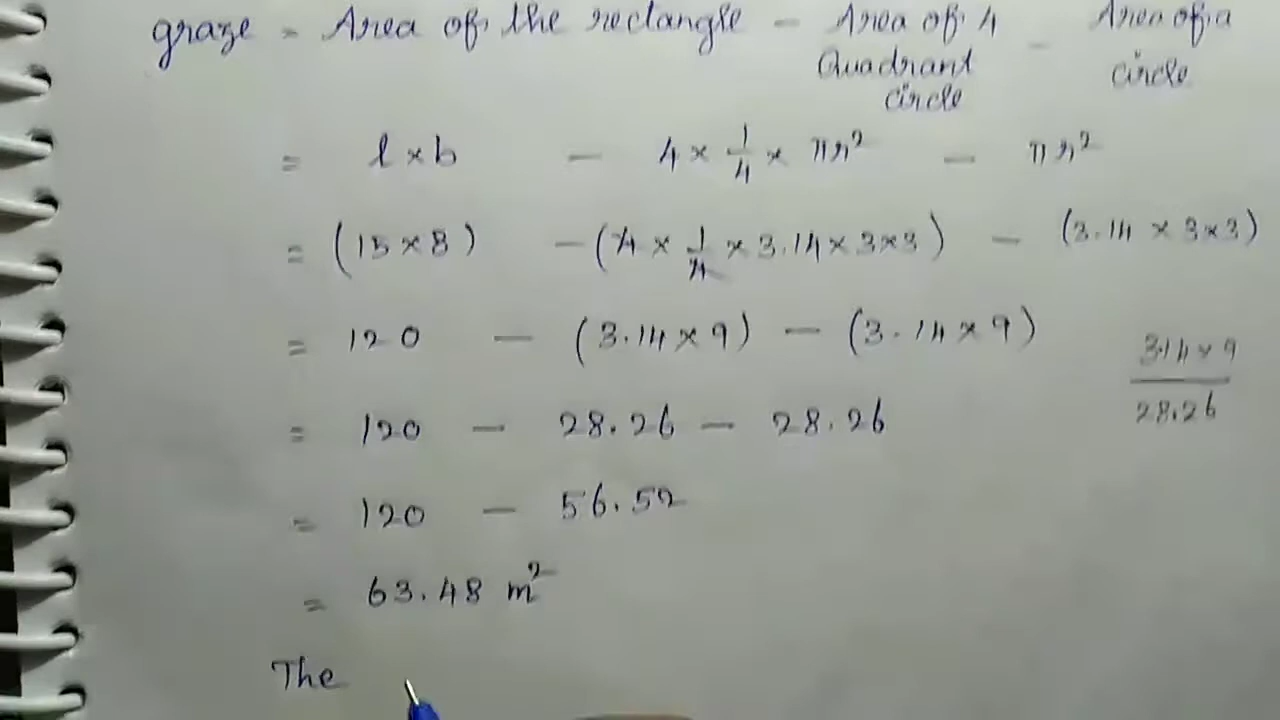 graze = Area of the rectangle - Area of 4 Quadrant circle - Area of a circle
= l × b - 4 × 1/4 × πr² - πr²
= (15 × 8) - (4 × 1/4 × 3.14 × 3×3) - (3.14 × 3×3)
= 120 - (3.14 × 9) - (3.14 × 9)
3.14 × 9
28.26
= 120 - 28.26 - 28.26
= 120 - 56.52
= 63.48 m²
The